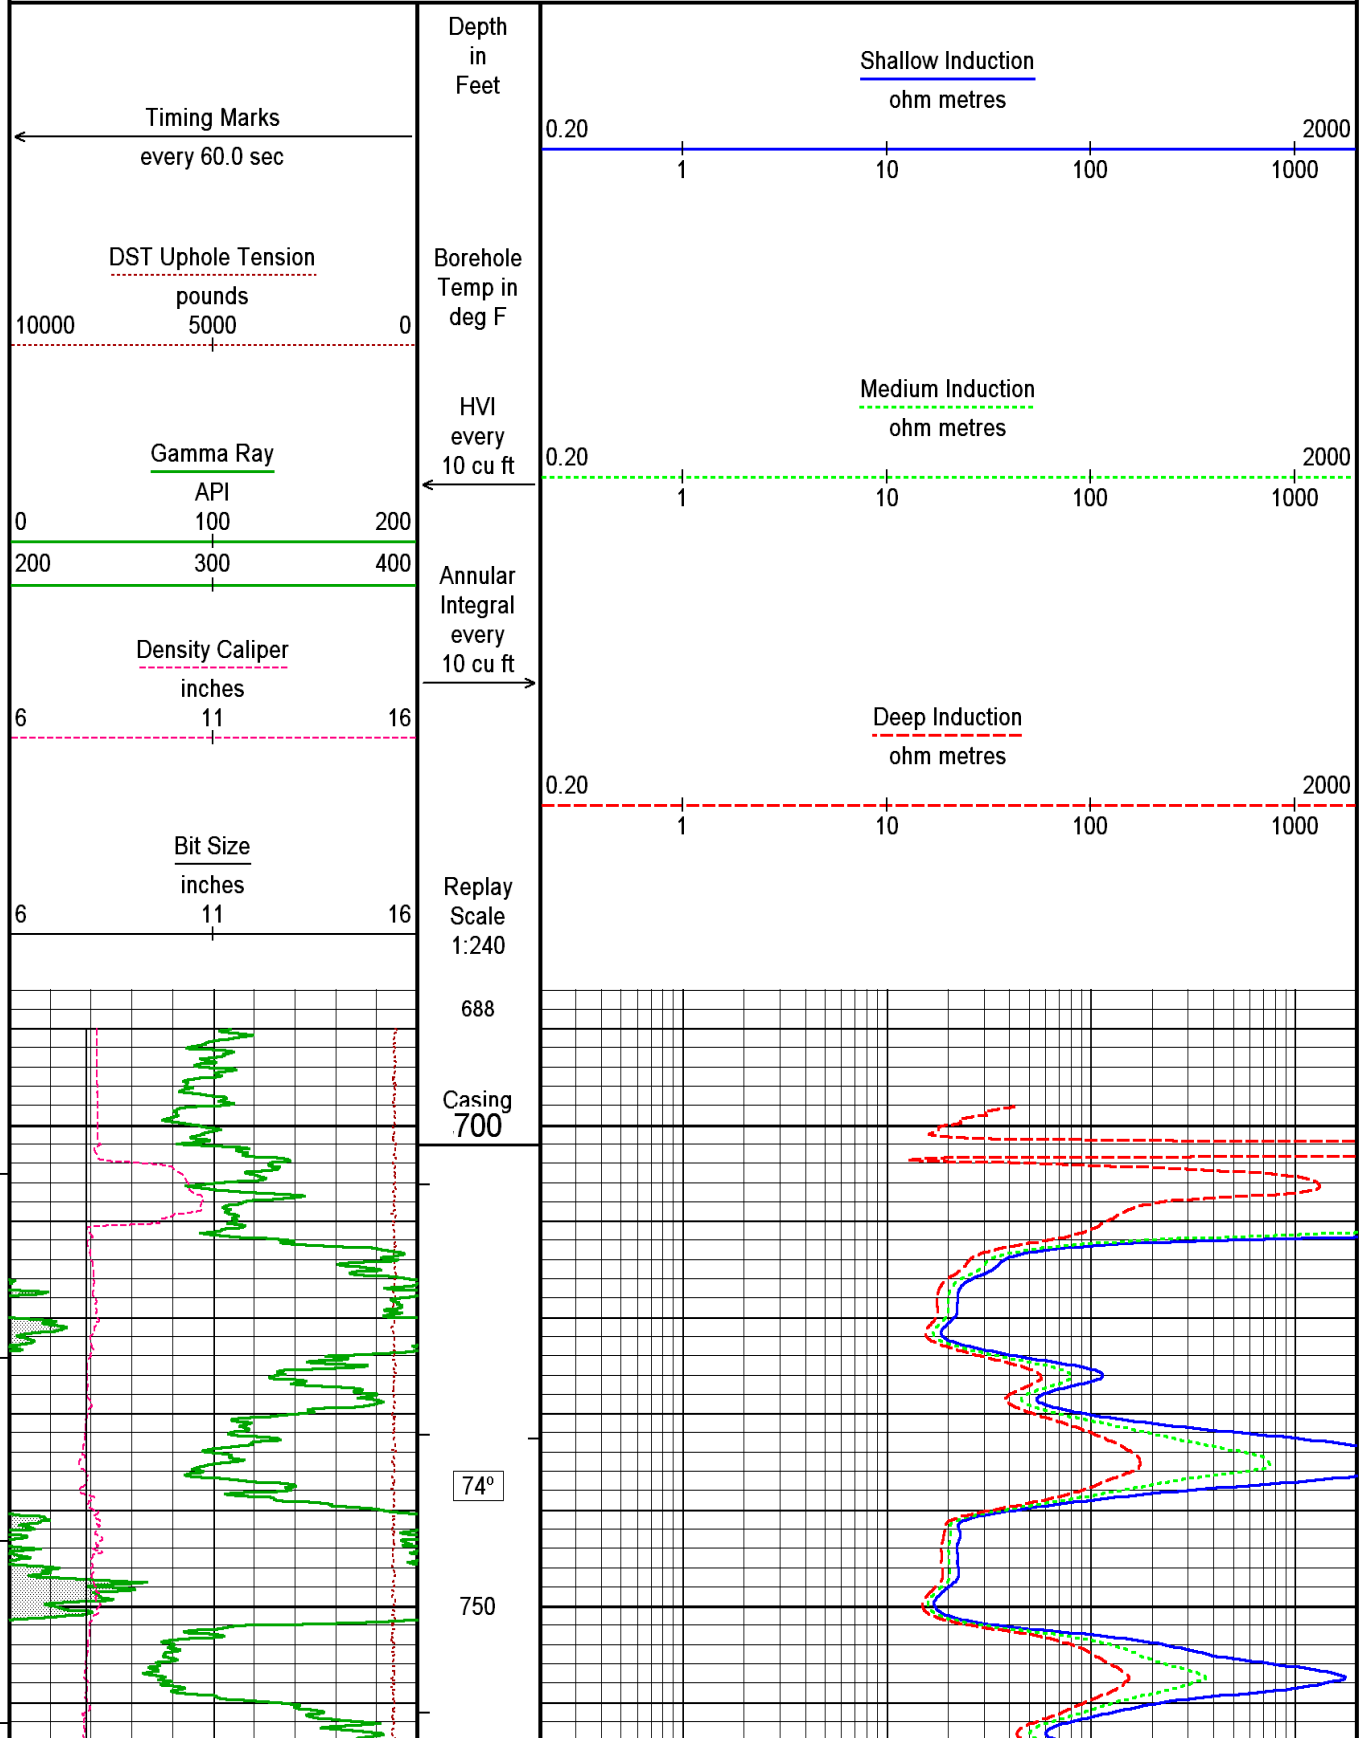 Timing Marks
every 60.0 sec
DST Uphole Tension
pounds
10000 5000 0
Gamma Ray
API
0 100 200
200 300 400
Density Caliper
inches
6 11 16
Bit Size
inches
6 11 16
Depth
in
Feet
Borehole
Temp in
deg F
HVI
every
10 cu ft
Annular
Integral
every
10 cu ft
Replay
Scale
1:240
688
Casing
700
74º
750
Shallow Induction
ohm metres
0.20 2000
1 10 100 1000
Medium Induction
ohm metres
0.20 2000
1 10 100 1000
Deep Induction
ohm metres
0.20 2000
1 10 100 1000